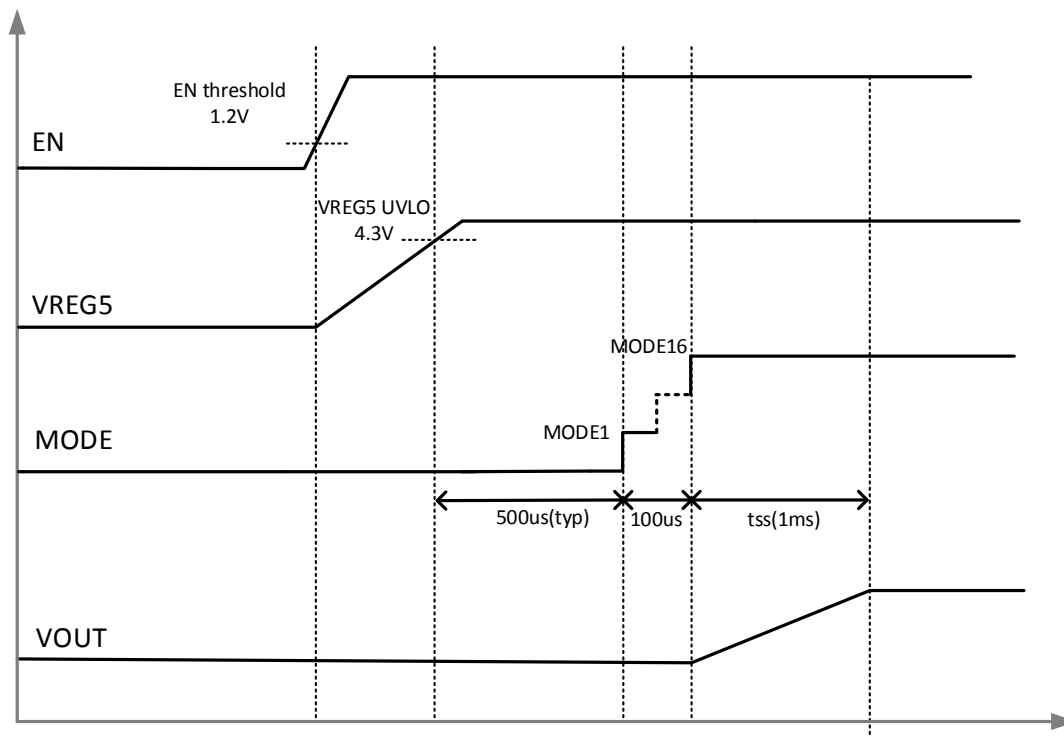 EN threshold
1.2V
EN
VREG5 UVLO
4.3V
VREG5
MODE16
MODE1
MODE
500us(typ)
100us
tss(1ms)
VOUT